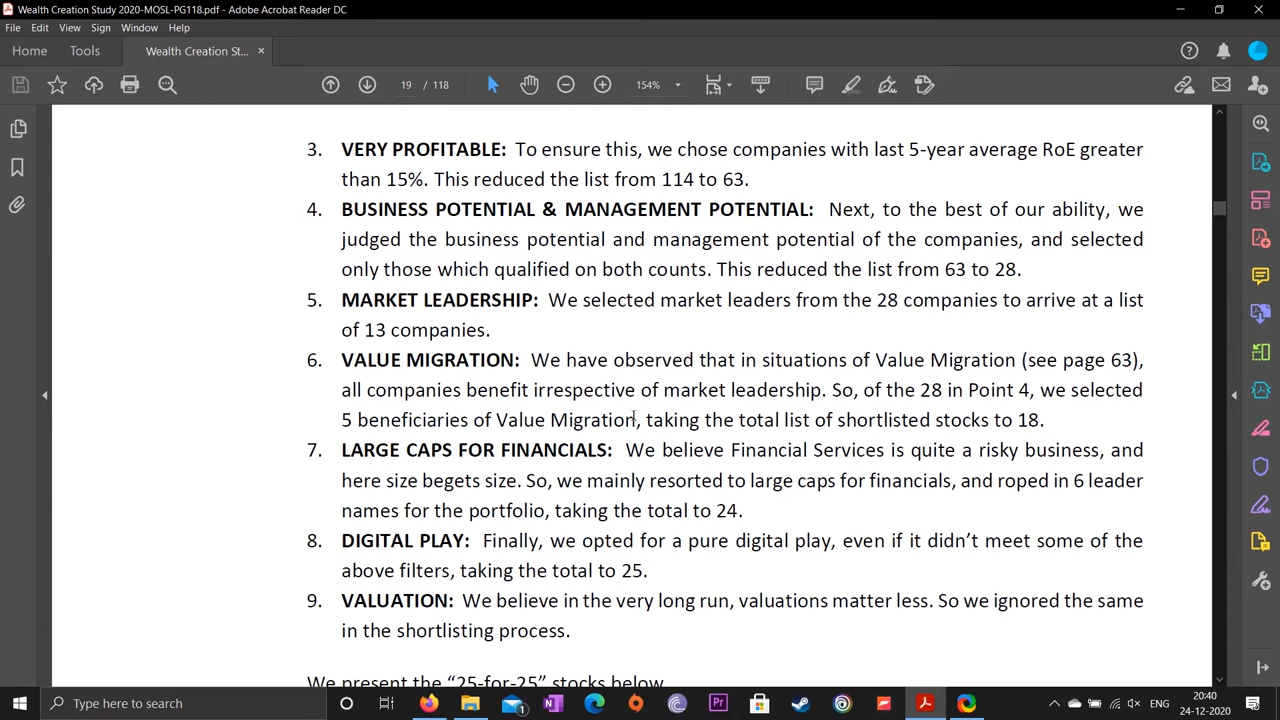 Wealth Creation Study 2020-MOSL-PG118.pdf - Adobe Acrobat Reader DC
File Edit View Sign Window Help
Home Tools Wealth Creation St... ×
19 / 118 154%
3. VERY PROFITABLE: To ensure this, we chose companies with last 5-year average RoE greater
than 15%. This reduced the list from 114 to 63.
4. BUSINESS POTENTIAL & MANAGEMENT POTENTIAL: Next, to the best of our ability, we
judged the business potential and management potential of the companies, and selected
only those which qualified on both counts. This reduced the list from 63 to 28.
5. MARKET LEADERSHIP: We selected market leaders from the 28 companies to arrive at a list
of 13 companies.
6. VALUE MIGRATION: We have observed that in situations of Value Migration (see page 63),
all companies benefit irrespective of market leadership. So, of the 28 in Point 4, we selected
5 beneficiaries of Value Migration, taking the total list of shortlisted stocks to 18.
7. LARGE CAPS FOR FINANCIALS: We believe Financial Services is quite a risky business, and
here size begets size. So, we mainly resorted to large caps for financials, and roped in 6 leader
names for the portfolio, taking the total to 24.
8. DIGITAL PLAY: Finally, we opted for a pure digital play, even if it didn’t meet some of the
above filters, taking the total to 25.
9. VALUATION: We believe in the very long run, valuations matter less. So we ignored the same
in the shortlisting process.
We present the “25-for-25” stocks below
Type here to search
1
Pr
ENG
20:40
24-12-2020